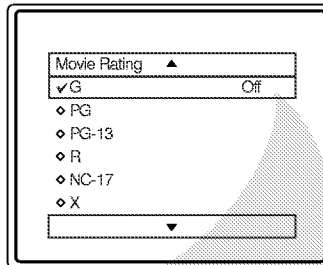 Movie Rating ▲
✔G Off
◆ PG
◆ PG-13
◆ R
◆ NC-17
◆ X
▼